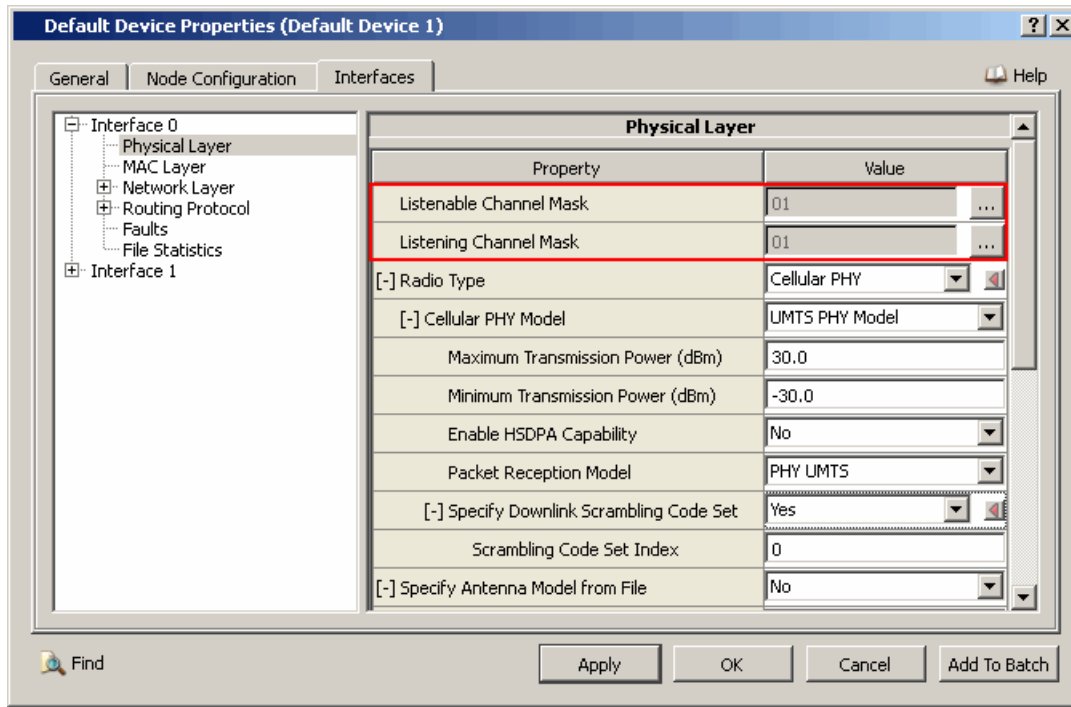 Default Device Properties (Default Device 1)
? X
General Node Configuration Interfaces Help
Interface 0
Physical Layer
MAC Layer
Network Layer
Routing Protocol
Faults
File Statistics
Interface 1
Physical Layer
Property Value
Listenable Channel Mask 01 ...
Listening Channel Mask 01 ...
[-] Radio Type Cellular PHY
[-] Cellular PHY Model UMTS PHY Model
Maximum Transmission Power (dBm) 30.0
Minimum Transmission Power (dBm) -30.0
Enable HSDPA Capability No
Packet Reception Model PHY UMTS
[-] Specify Downlink Scrambling Code Set Yes
Scrambling Code Set Index 0
[-] Specify Antenna Model from File No
Find Apply OK Cancel Add To Batch